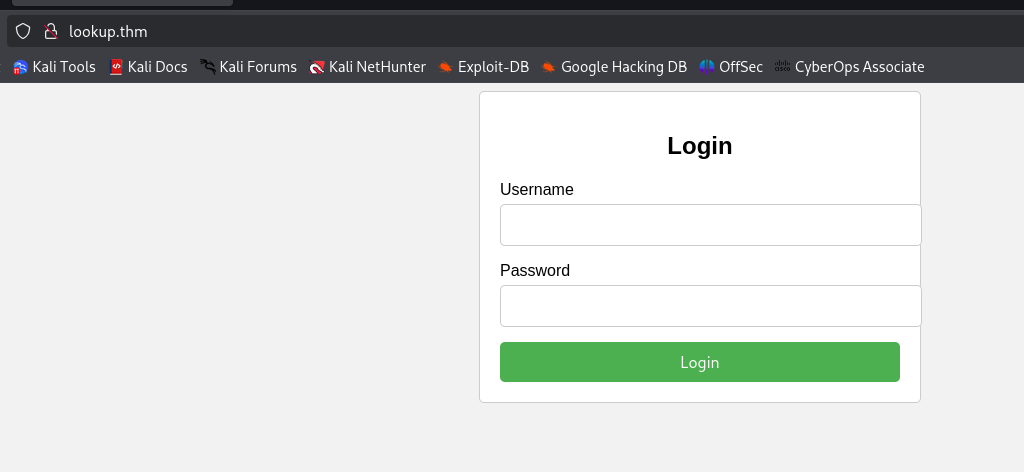 lookup.thm
Kali Tools Kali Docs Kali Forums Kali NetHunter Exploit-DB Google Hacking DB OffSec CyberOps Associate
Login
Username
Password
Login